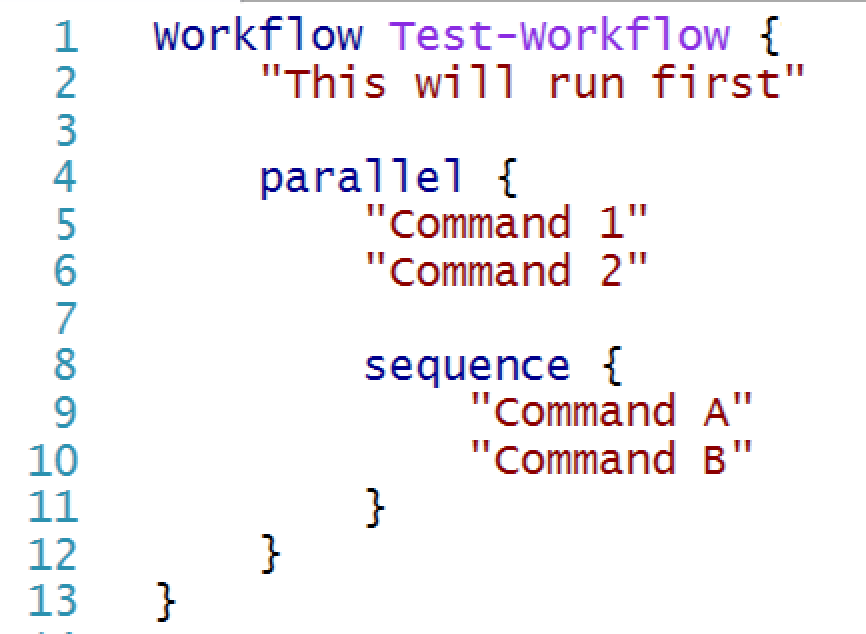 1 Workflow Test-Workflow {
2 "This will run first"
3
4 parallel {
5 "Command 1"
6 "Command 2"
7
8 sequence {
9 "Command A"
10 "Command B"
11 }
12 }
13 }